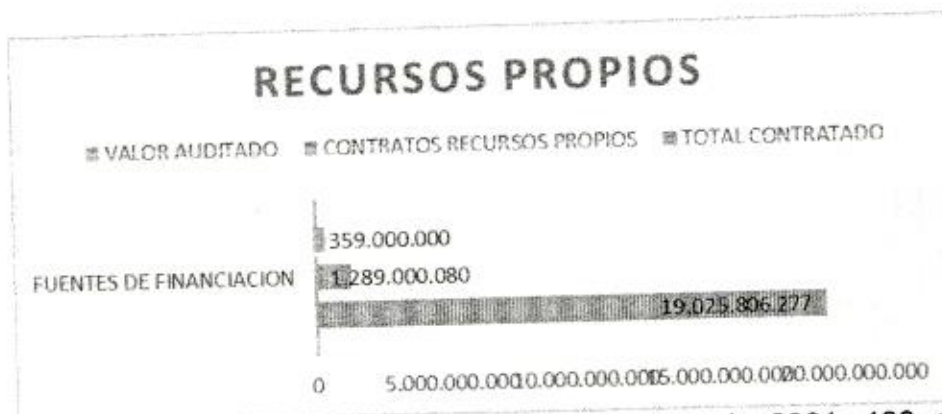 RECURSOS PROPIOS
VALOR AUDITADO CONTRATOS RECURSOS PROPIOS TOTAL CONTRATADO
359.000.000
FUENTES DE FINANCIACION
1,289.000.080
19,025.806.277
0 5.000.000.000 10.000.000.000 15.000.000.000 20.000.000.000